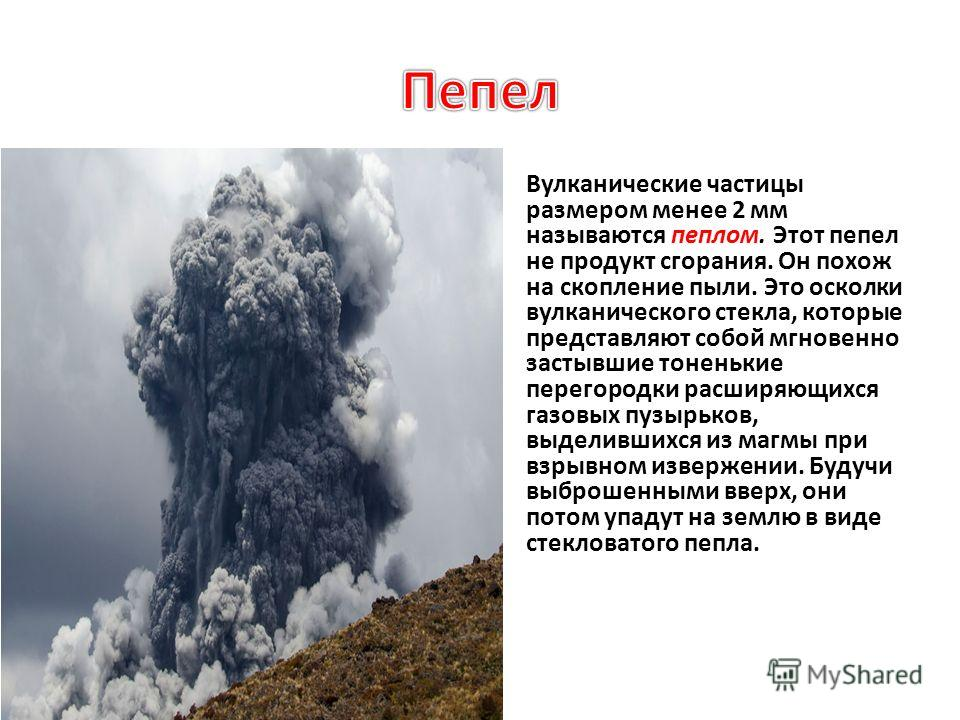 Пепел
Вулканические частицы
размером менее 2 мм
называются пеплом. Этот пепел
не продукт сгорания. Он похож
на скопление пыли. Это осколки
вулканического стекла, которые
представляют собой мгновенно
застывшие тоненькие
перегородки расширяющихся
газовых пузырьков,
выделившихся из магмы при
взрывном извержении. Будучи
выброшенными вверх, они
потом упадут на землю в виде
стекловатого пепла.
MyShared